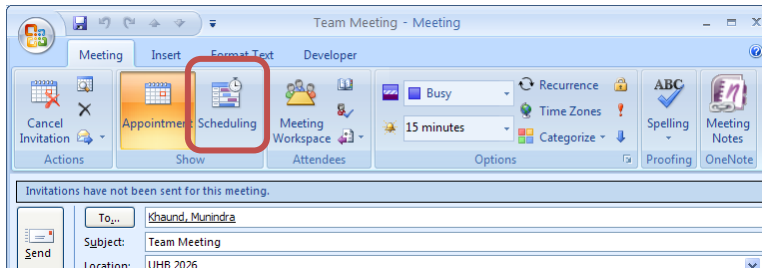 Team Meeting - Meeting
Meeting Insert Format Text Developer
Cancel Invitation
Appointment
Scheduling
Meeting Workspace
Busy
15 minutes
Recurrence
Time Zones
Categorize
ABC
Spelling
Meeting Notes
Actions Show Attendees Options Proofing OneNote
Invitations have not been sent for this meeting.
To... Khaund, Munindra
Subject: Team Meeting
Location: UHB 2026
Send